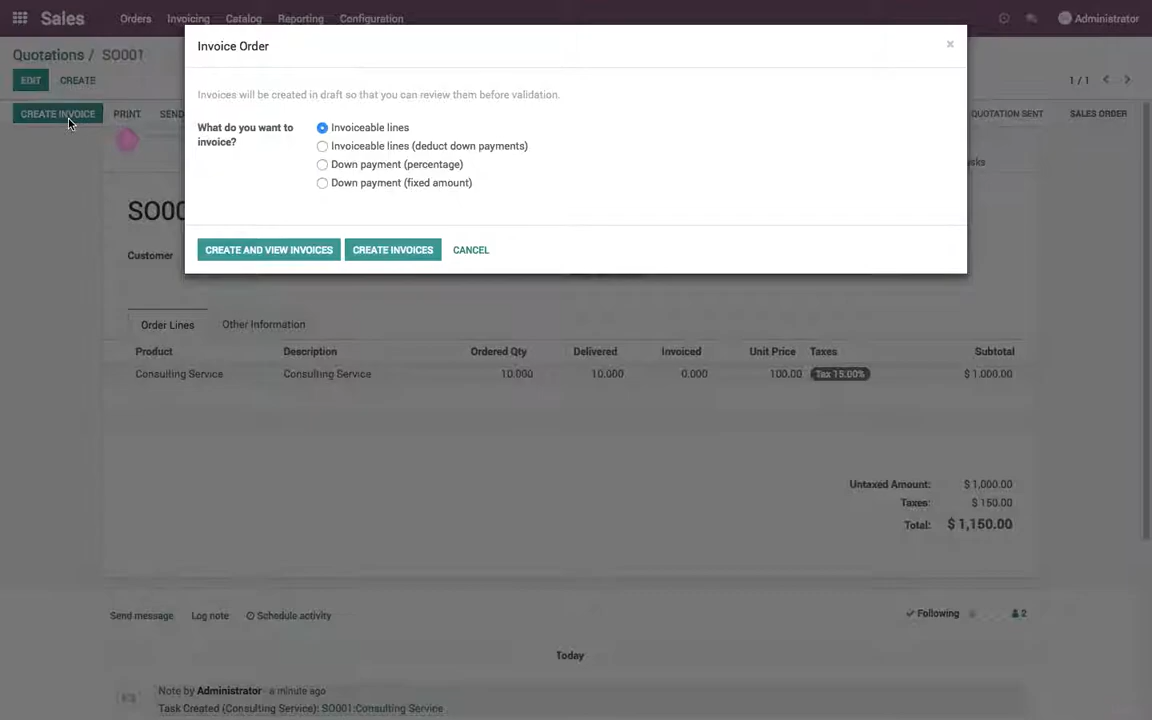 Sales Orders Invoicing Catalog Reporting Configuration Administrator
Quotations / SO001
EDIT CREATE 1 / 1
CREATE INVOICE PRINT SEND QUOTATION SENT SALES ORDER
Invoice Order ×
Invoices will be created in draft so that you can review them before validation.
What do you want to invoice?
Invoiceable lines
Invoiceable lines (deduct down payments)
Down payment (percentage)
Down payment (fixed amount)
CREATE AND VIEW INVOICES CREATE INVOICES CANCEL
SO00
Customer
Order Lines Other Information
Product Description Ordered Qty Delivered Invoiced Unit Price Taxes Subtotal
Consulting Service Consulting Service 10.000 10.000 0.000 100.00 Tax 15.00% $ 1,000.00
Untaxed Amount: $ 1,000.00
Taxes: $ 150.00
Total: $ 1,150.00
Send message Log note Schedule activity Following 2
Today
Note by Administrator - a minute ago
Task Created (Consulting Service): SO001:Consulting Service